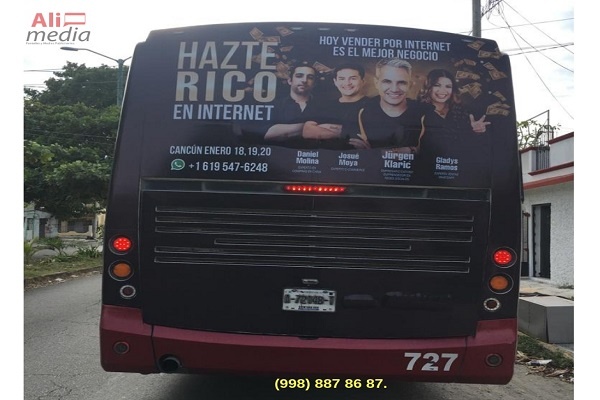 Ali
media
HAZTE
RICO
EN INTERNET
HOY VENDER POR INTERNET
ES EL MEJOR NEGOCIO
CANCÚN ENERO 18,19,20
+1 619 547-6248
Daniel
Molina
Josué
Moya
Jürgen
Klaric
Gladys
Ramos
727
(998) 887 86 87.